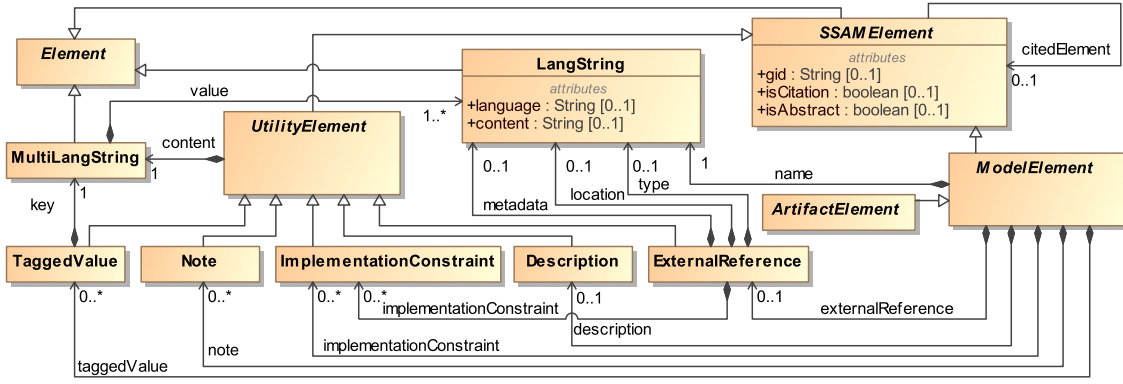 Element
SSAMElement
attributes
+gid : String [0..1]
+isCitation : boolean [0..1]
+isAbstract : boolean [0..1]
citedElement
0..1
LangString
attributes
+language : String [0..1]
+content : String [0..1]
value
1..*
UtilityElement
content
1
MultiLangString
1
key
0..1
0..1
0..1
1
type
location
metadata
name
ModelElement
ArtifactElement
TaggedValue
Note
ImplementationConstraint
Description
ExternalReference
0..*
0..*
0..*
0..*
0..1
0..1
implementationConstraint
externalReference
description
implementationConstraint
note
taggedValue